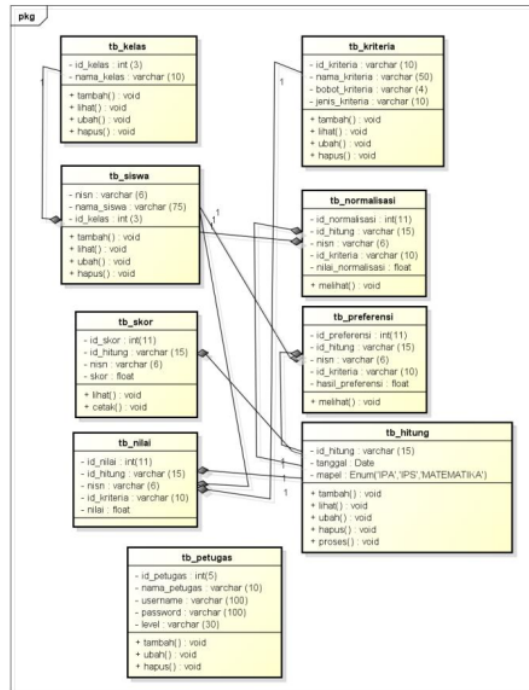 pkg
tb_kelas
- id_kelas : int (3)
- nama_kelas : varchar (10)
+ tambah() : void
+ lihat() : void
+ ubah() : void
+ hapus() : void
tb_kriteria
- id_kriteria : varchar (10)
- nama_kriteria : varchar (50)
- bobot_kriteria : varchar (4)
- jenis_kriteria : varchar (10)
+ tambah() : void
+ lihat() : void
+ ubah() : void
+ hapus() : void
1
1
tb_siswa
- nisn : varchar (6)
- nama_siswa : varchar (75)
- id_kelas : int (3)
+ tambah() : void
+ lihat() : void
+ ubah() : void
+ hapus() : void
1
1
tb_normalisasi
- id_normalisasi : int(11)
- id_hitung : varchar (15)
- nisn : varchar (6)
- id_kriteria : varchar (10)
- nilai_normalisasi : float
+ melihat() : void
tb_skor
- id_skor : int(11)
- id_hitung : varchar (15)
- nisn : varchar (6)
- skor : float
+ lihat() : void
+ cetak() : void
tb_preferensi
- id_preferensi : int(11)
- id_hitung : varchar (15)
- nisn : varchar (6)
- id_kriteria : varchar (10)
- hasil_preferensi : float
+ melihat() : void
tb_nilai
- id_nilai : int(11)
- id_hitung : varchar (15)
- nisn : varchar (6)
- id_kriteria : varchar (10)
- nilai : float
1
1
1
tb_hitung
- id_hitung : varchar (15)
- tanggal : Date
- mapel : Enum('IPA','IPS','MATEMATIKA')
+ tambah() : void
+ lihat() : void
+ ubah() : void
+ hapus() : void
+ proses() : void
tb_petugas
- id_petugas : int(5)
- nama_petugas : varchar (10)
- username : varchar (100)
- password : varchar (100)
- level : varchar (30)
+ tambah() : void
+ ubah() : void
+ hapus() : void